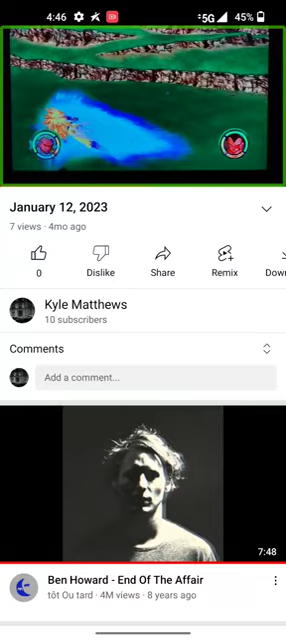 4:46
5G
45%
January 12, 2023
7 views · 4mo ago
0
Dislike
Share
Remix
Down
Kyle Matthews
10 subscribers
Comments
Add a comment...
7:48
Ben Howard - End Of The Affair
tôt Ou tard · 4M views · 8 years ago